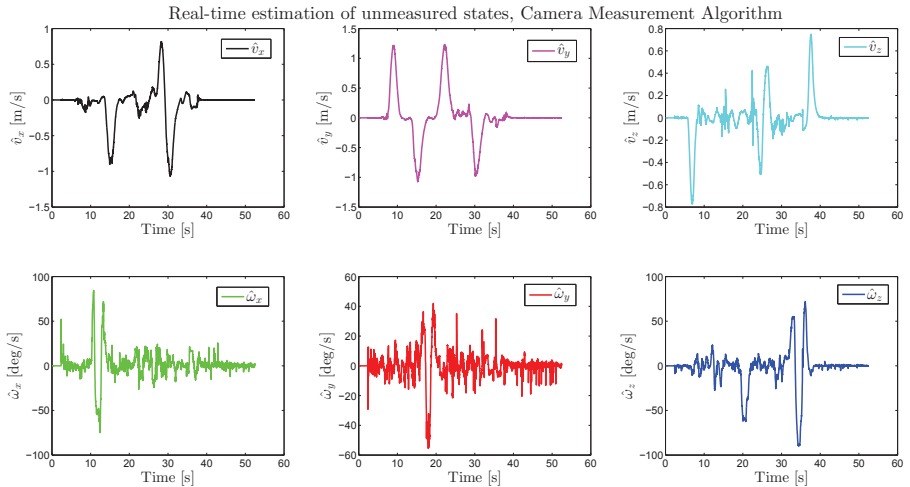 Real-time estimation of unmeasured states, Camera Measurement Algorithm
v̂x
v̂x [m/s]
1
0.5
0
−0.5
−1
−1.5
0 10 20 30 40 50 60
Time [s]
v̂y
v̂y [m/s]
1.5
1
0.5
0
−0.5
−1
1.5
0 10 20 30 40 50 60
Time [s]
v̂z
v̂z [m/s]
0.8
0.6
0.4
0.2
0
−0.2
−0.4
−0.6
−0.8
0 10 20 30 40 50 60
Time [s]
ω̂x
ω̂x [deg/s]
100
50
0
−50
−100
0 10 20 30 40 50 60
Time [s]
ω̂y
ω̂y [deg/s]
60
40
20
0
−20
−40
−60
0 10 20 30 40 50 60
Time [s]
ω̂z
ω̂z [deg/s]
100
50
0
−50
−100
0 10 20 30 40 50 60
Time [s]